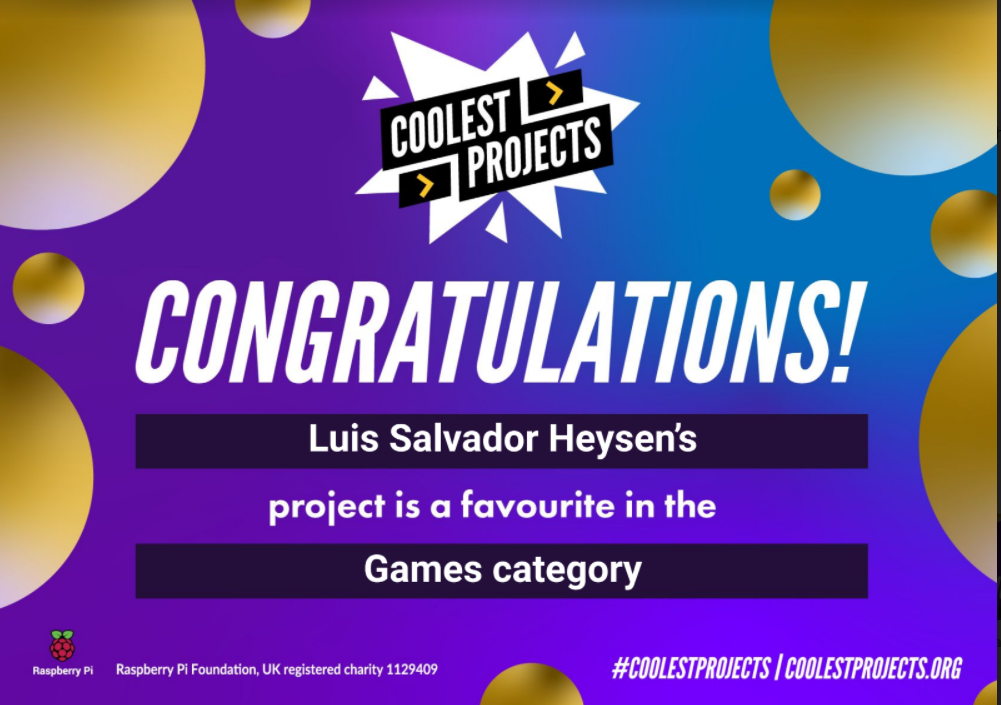 COOLEST
PROJECTS
CONGRATULATIONS!
Luis Salvador Heysen’s
project is a favourite in the
Games category
Raspberry Pi
Raspberry Pi Foundation, UK registered charity 1129409
#COOLESTPROJECTS | COOLESTPROJECTS.ORG